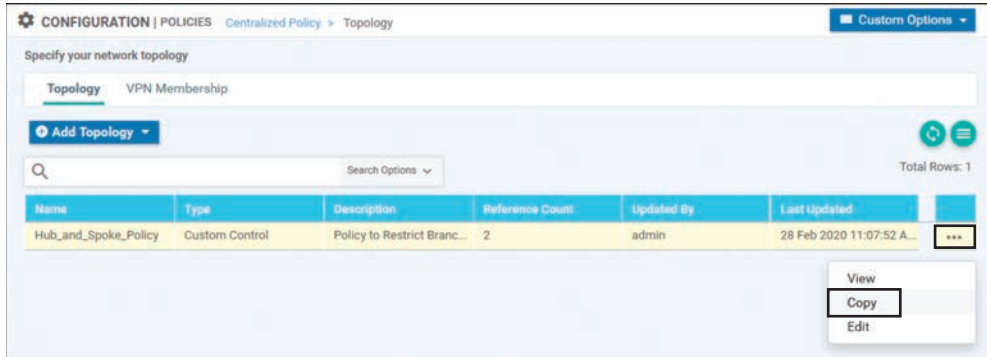 CONFIGURATION | POLICIES Centralized Policy > Topology Custom Options
Specify your network topology
Topology VPN Membership
Add Topology
Search Options Total Rows: 1
Name Type Description Reference Count Updated By Last Updated
Hub_and_Spoke_Policy Custom Control Policy to Restrict Branc... 2 admin 28 Feb 2020 11:07:52 A... •••
View
Copy
Edit